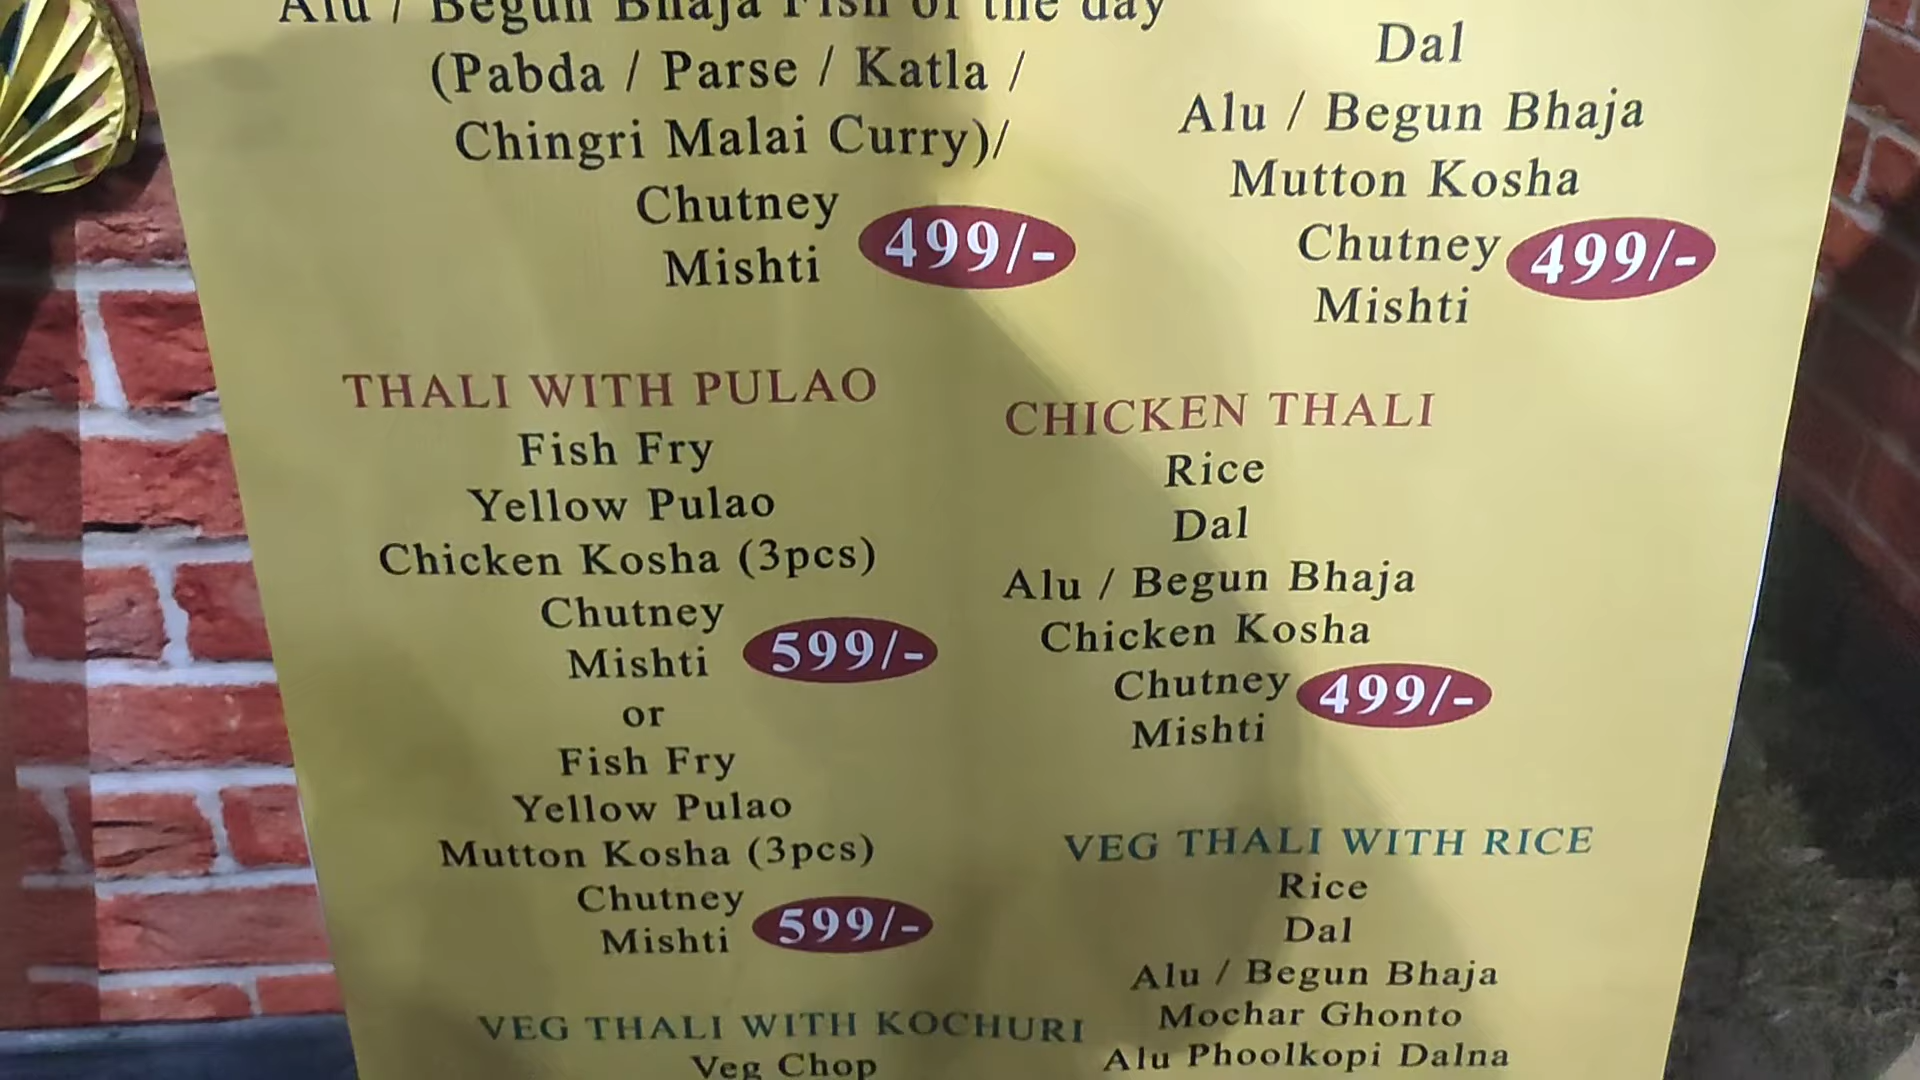 Alu / Begun Bhaja Fish of the day
(Pabda / Parse / Katla /
Chingri Malai Curry)/
Chutney
Mishti
499/-
Dal
Alu / Begun Bhaja
Mutton Kosha
Chutney
499/-
Mishti
THALI WITH PULAO
Fish Fry
Yellow Pulao
Chicken Kosha (3pcs)
Chutney
Mishti
599/-
or
Fish Fry
Yellow Pulao
Mutton Kosha (3pcs)
Chutney
Mishti
599/-
CHICKEN THALI
Rice
Dal
Alu / Begun Bhaja
Chicken Kosha
Chutney
499/-
Mishti
VEG THALI WITH KOCHURI
Veg Chop
VEG THALI WITH RICE
Rice
Dal
Alu / Begun Bhaja
Mochar Ghonto
Alu Phoolkopi Dalna